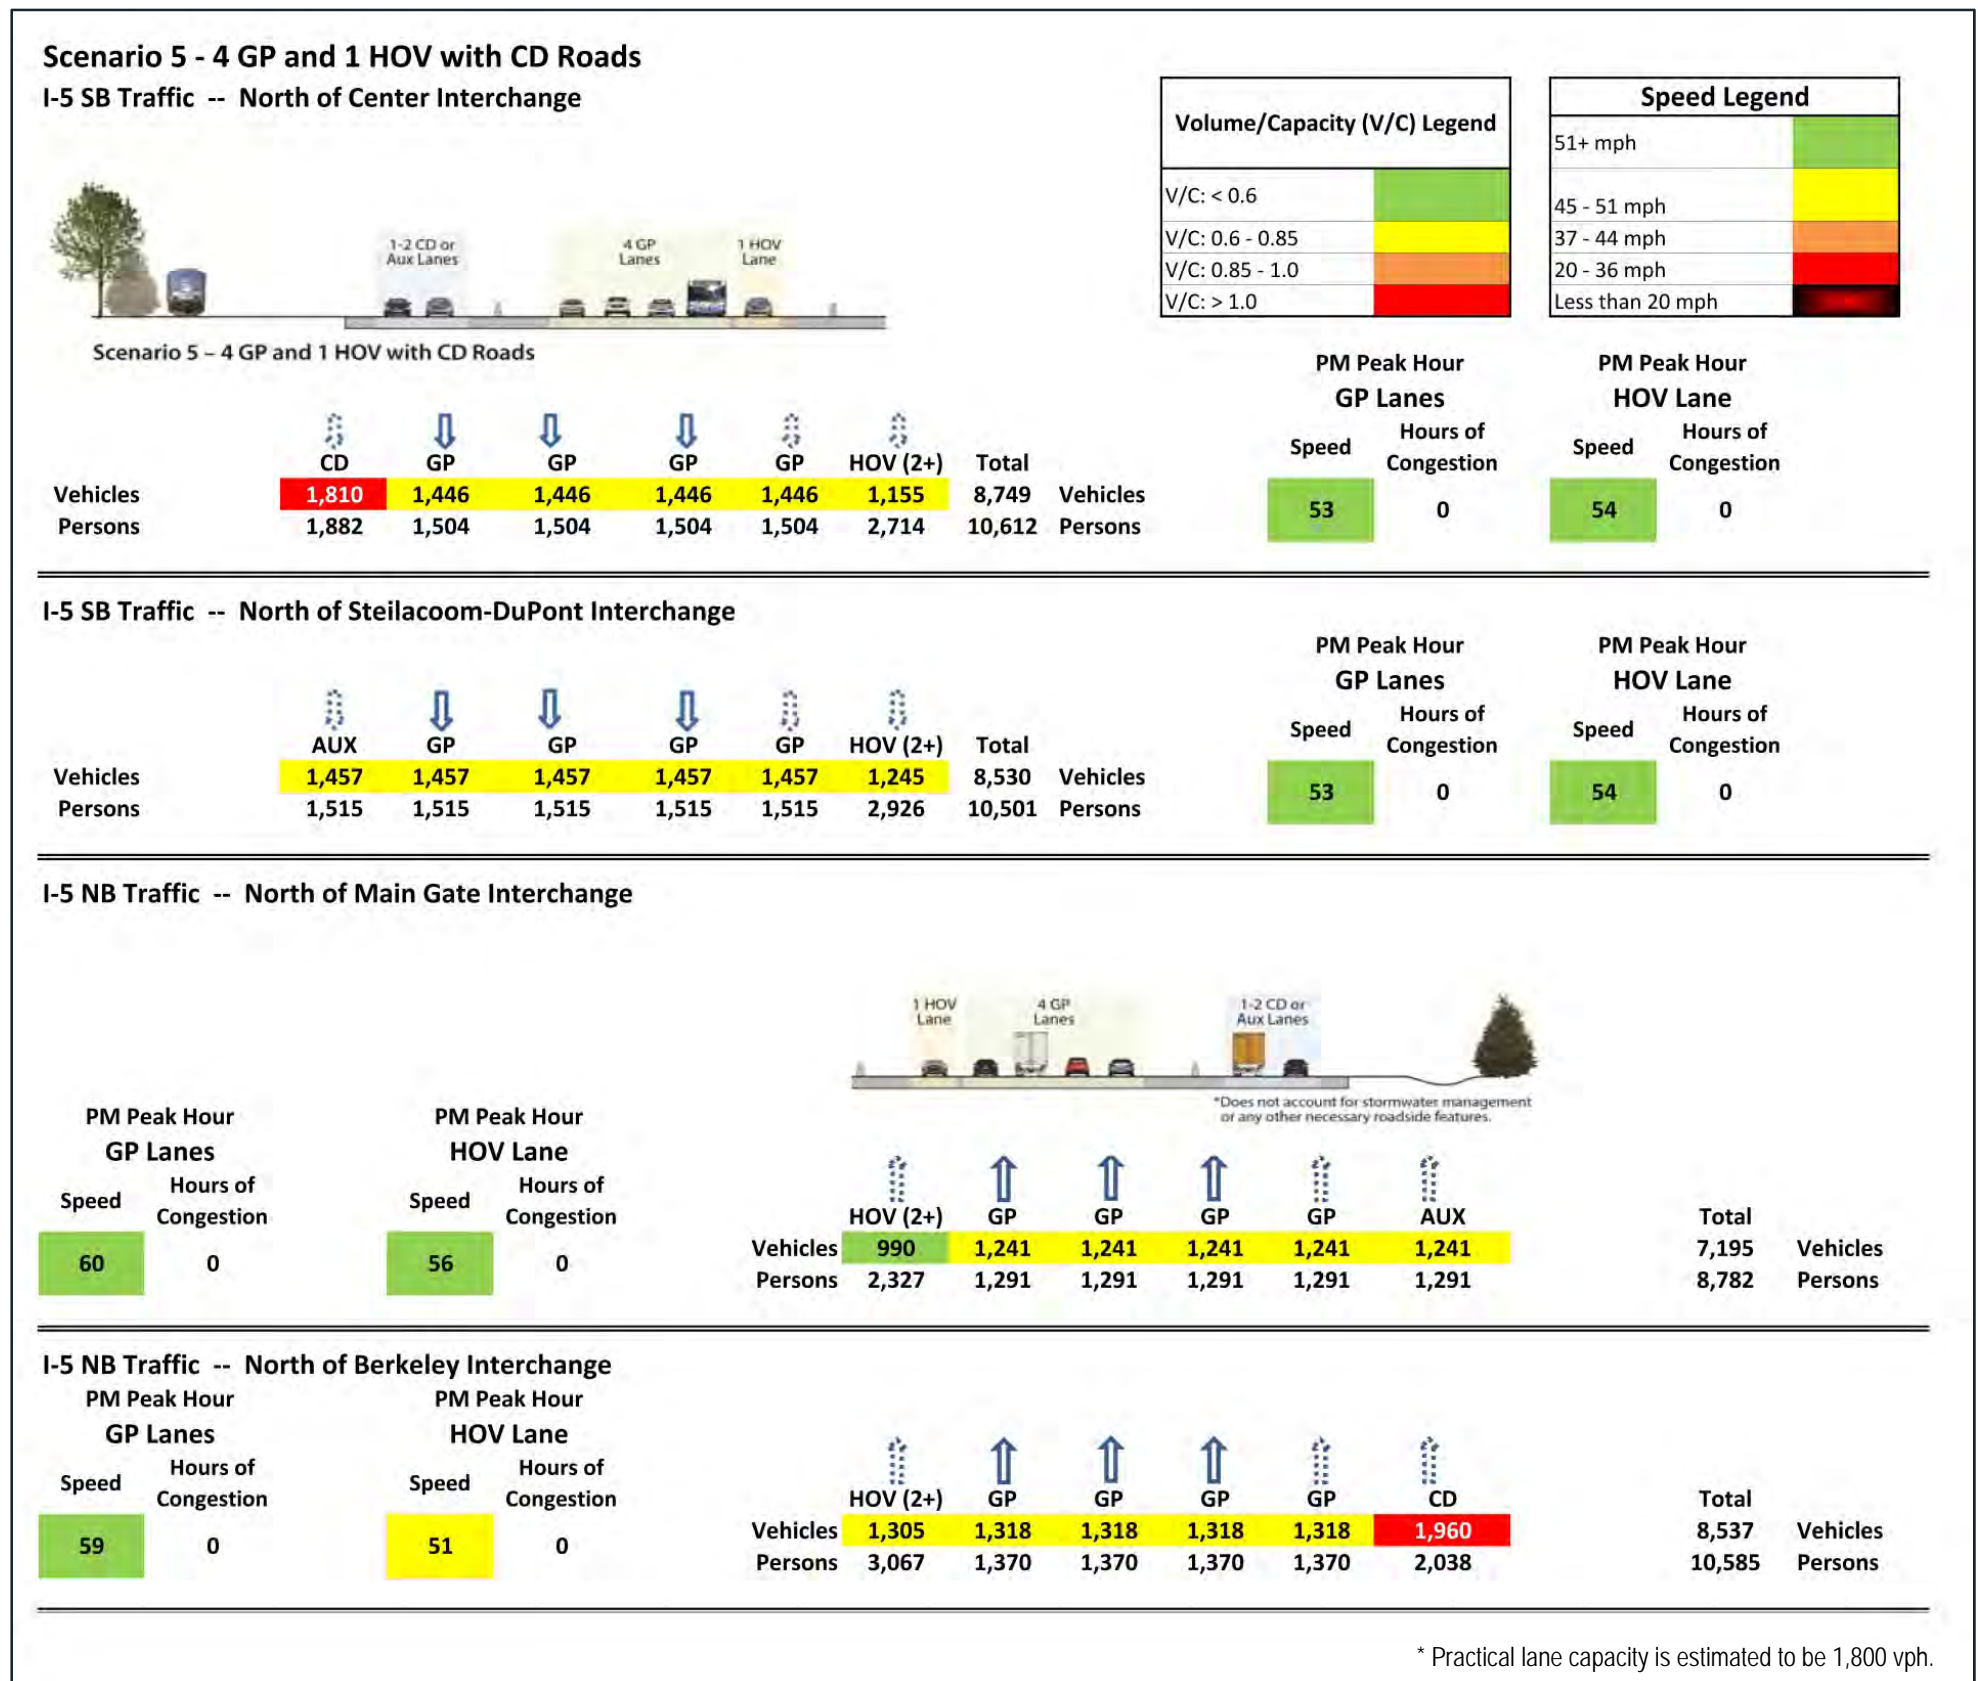 Scenario 5 - 4 GP and 1 HOV with CD Roads
I-5 SB Traffic -- North of Center Interchange
Volume/Capacity (V/C) Legend
V/C: < 0.6
V/C: 0.6 - 0.85
V/C: 0.85 - 1.0
V/C: > 1.0
Speed Legend
51+ mph
45 - 51 mph
37 - 44 mph
20 - 36 mph
Less than 20 mph
1-2 CD or
Aux Lanes
4 GP
Lanes
1 HOV
Lane
Scenario 5 – 4 GP and 1 HOV with CD Roads
PM Peak Hour PM Peak Hour
GP Lanes HOV Lane
Speed Hours of Congestion Speed Hours of Congestion
53 0 54 0
CD GP GP GP GP HOV (2+) Total
Vehicles 1,810 1,446 1,446 1,446 1,446 1,155 8,749 Vehicles
Persons 1,882 1,504 1,504 1,504 1,504 2,714 10,612 Persons
I-5 SB Traffic -- North of Steilacoom-DuPont Interchange
PM Peak Hour PM Peak Hour
GP Lanes HOV Lane
Speed Hours of Congestion Speed Hours of Congestion
53 0 54 0
AUX GP GP GP GP HOV (2+) Total
Vehicles 1,457 1,457 1,457 1,457 1,457 1,245 8,530 Vehicles
Persons 1,515 1,515 1,515 1,515 1,515 2,926 10,501 Persons
I-5 NB Traffic -- North of Main Gate Interchange
1 HOV
Lane
4 GP
Lanes
1-2 CD or
Aux Lanes
*Does not account for stormwater management
or any other necessary roadside features.
PM Peak Hour PM Peak Hour
GP Lanes HOV Lane
Speed Hours of Congestion Speed Hours of Congestion
60 0 56 0
HOV (2+) GP GP GP GP AUX Total
Vehicles 990 1,241 1,241 1,241 1,241 1,241 7,195 Vehicles
Persons 2,327 1,291 1,291 1,291 1,291 1,291 8,782 Persons
I-5 NB Traffic -- North of Berkeley Interchange
PM Peak Hour PM Peak Hour
GP Lanes HOV Lane
Speed Hours of Congestion Speed Hours of Congestion
59 0 51 0
HOV (2+) GP GP GP GP CD Total
Vehicles 1,305 1,318 1,318 1,318 1,318 1,960 8,537 Vehicles
Persons 3,067 1,370 1,370 1,370 1,370 2,038 10,585 Persons
* Practical lane capacity is estimated to be 1,800 vph.